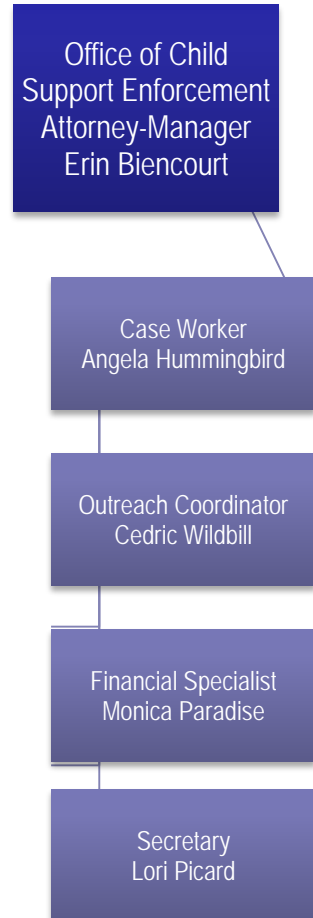 Office of Child
Support Enforcement
Attorney-Manager
Erin Biencourt
Case Worker
Angela Hummingbird
Outreach Coordinator
Cedric Wildbill
Financial Specialist
Monica Paradise
Secretary
Lori Picard